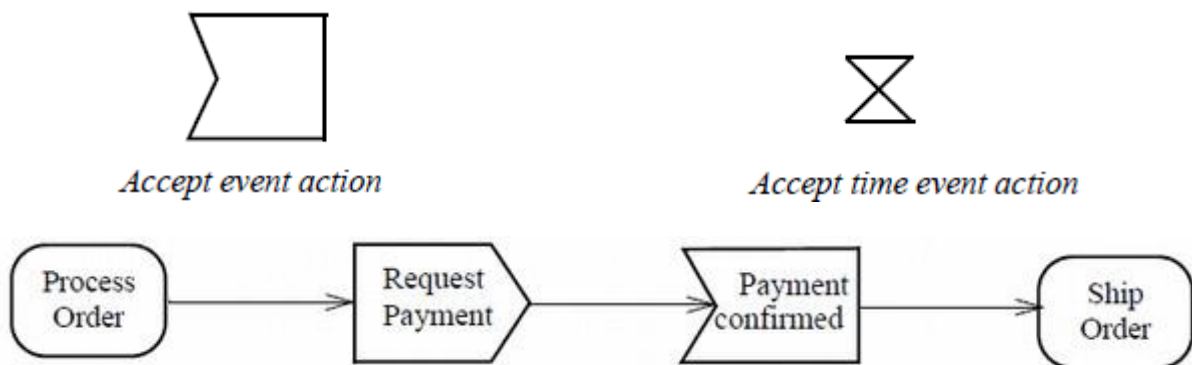 Accept event action
Accept time event action
Process
Order
Request
Payment
Payment
confirmed
Ship
Order